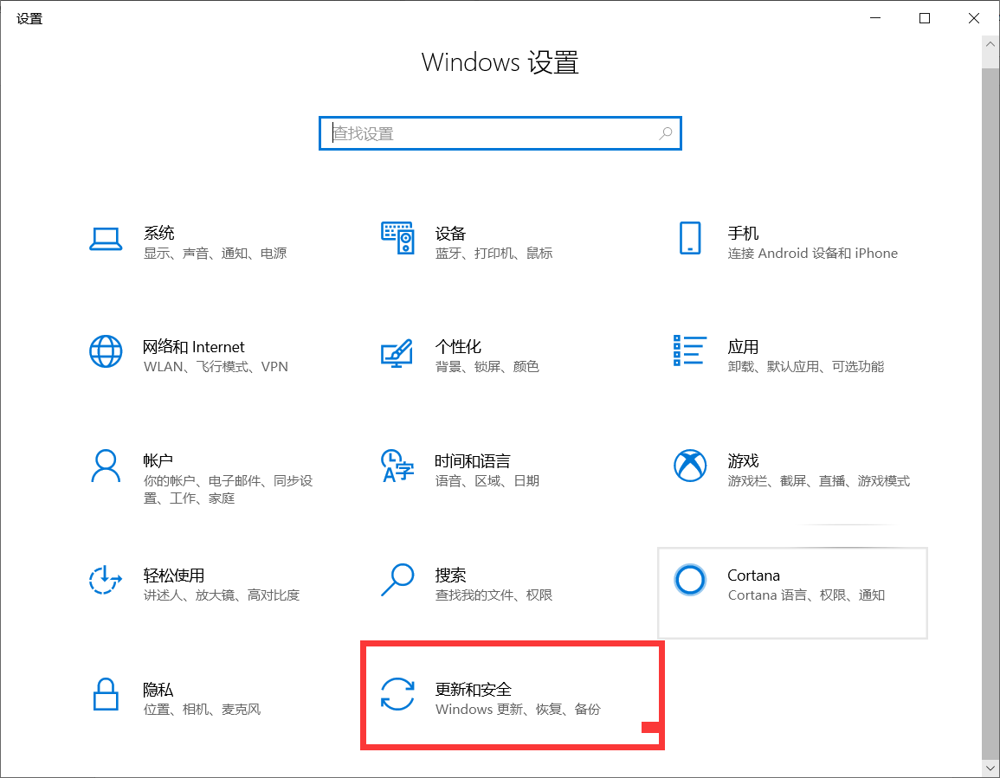 设置
Windows 设置
查找设置
系统
显示、声音、通知、电源
设备
蓝牙、打印机、鼠标
手机
连接 Android 设备和 iPhone
网络和 Internet
WLAN、飞行模式、VPN
个性化
背景、锁屏、颜色
应用
卸载、默认应用、可选功能
帐户
你的帐户、电子邮件、同步设
置、工作、家庭
时间和语言
语音、区域、日期
游戏
游戏栏、截屏、直播、游戏模式
轻松使用
讲述人、放大镜、高对比度
搜索
查找我的文件、权限
Cortana
Cortana 语言、权限、通知
隐私
位置、相机、麦克风
更新和安全
Windows 更新、恢复、备份